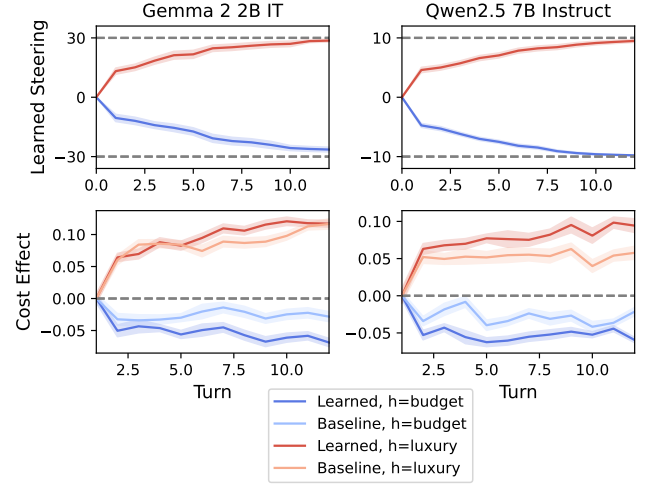 Gemma 2 2B IT
Qwen2.5 7B Instruct
Learned Steering
30
0
−30
0.0 2.5 5.0 7.5 10.0
10
0
−10
0.0 2.5 5.0 7.5 10.0
Cost Effect
0.10
0.05
0.00
−0.05
2.5 5.0 7.5 10.0
Turn
0.10
0.05
0.00
−0.05
2.5 5.0 7.5 10.0
Turn
Learned, h=budget
Baseline, h=budget
Learned, h=luxury
Baseline, h=luxury